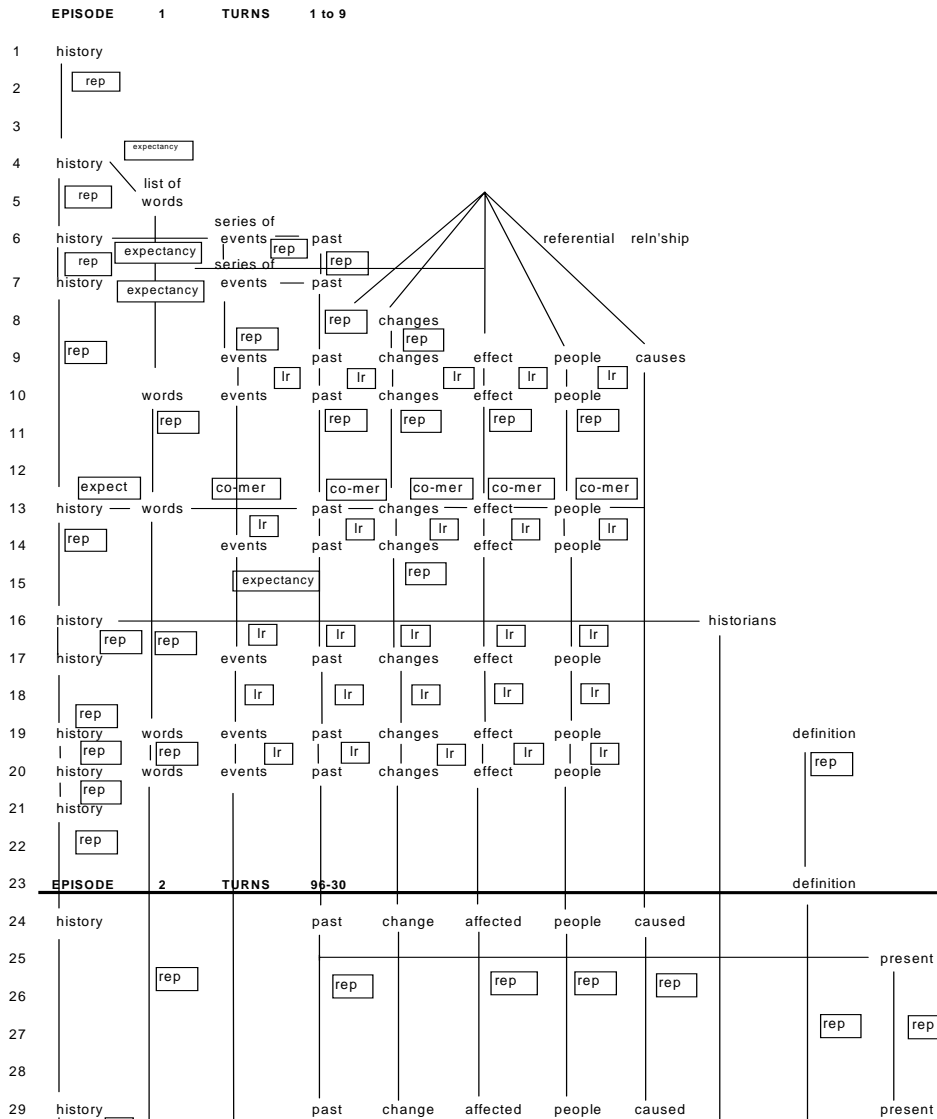 EPISODE 1 TURNS 1 to 9
1 history
rep
2
3
expectancy
4 history
list of
rep
5 words
series of
6 history events rep past referential reln'ship
expectancy
rep series of rep
7 history events past
expectancy
8 rep changes
rep rep
rep
9 events past changes effect people causes
lr lr lr lr lr
10 words events past changes effect people
rep rep rep rep rep
11
12
expect co-mer co-mer co-mer co-mer co-mer
13 history words past changes effect people
lr lr lr lr lr
rep
14 events past changes effect people
rep
15 expectancy
16 history historians
rep rep lr lr lr lr lr
17 history events past changes effect people
18 lr lr lr lr lr
rep
19 history words events past changes effect people definition
rep rep lr lr lr lr lr
rep
20 history words events past changes effect people
rep
21 history
rep
22
23 EPISODE 2 TURNS 96-30 definition
24 history past change affected people caused
25 present
rep rep rep rep rep
26
27 rep rep
28
29 history past change affected people caused present